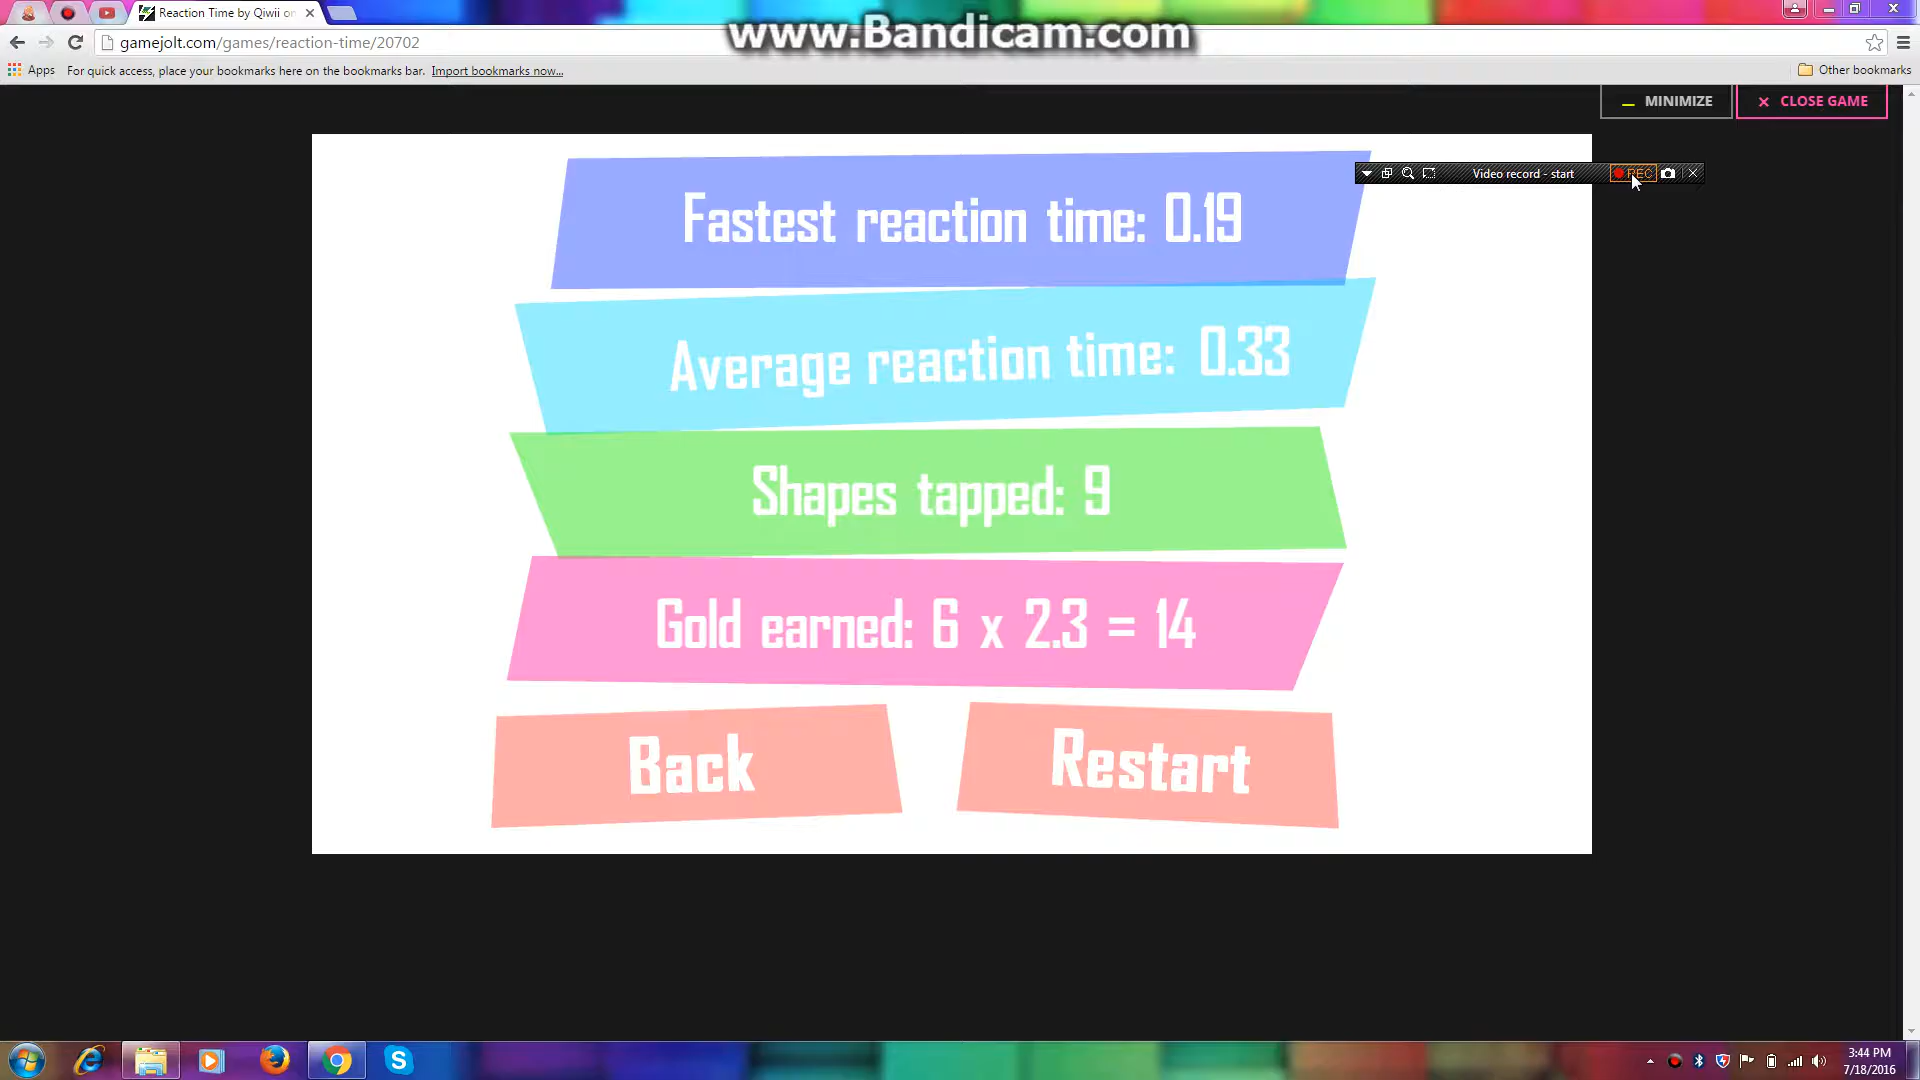 Reaction Time by Qiwii on
www.Bandicam.com
gamejolt.com/games/reaction-time/20702
Apps For quick access, place your bookmarks here on the bookmarks bar. Import bookmarks now... Other bookmarks
MINIMIZE CLOSE GAME
Video record - start REC
Fastest reaction time: 0.19
Average reaction time: 0.33
Shapes tapped: 9
Gold earned: 6 x 2.3 = 14
Back Restart
3:44 PM
7/18/2016